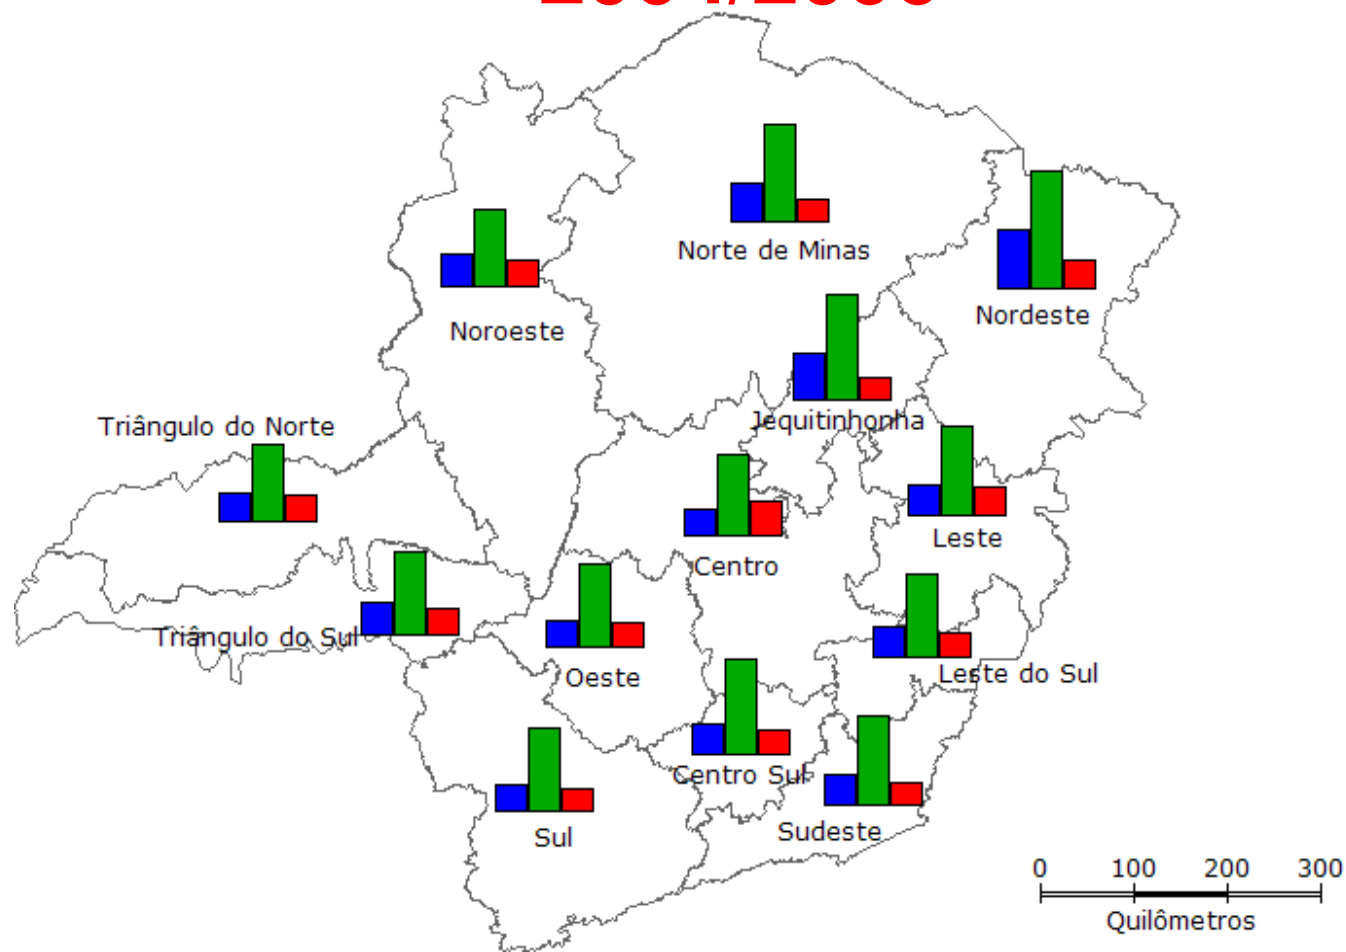 Norte de Minas
Nordeste
Noroeste
Jequitinhonha
Triângulo do Norte
Leste
Centro
Triângulo do Sul
Oeste
Leste do Sul
Centro Sul
Sudeste
Sul
0 100 200 300
Quilômetros